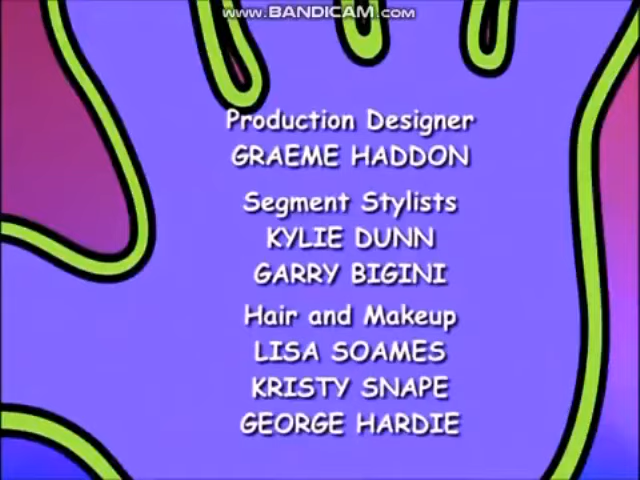 www.BANDICAM.com
Production Designer
GRAEME HADDON
Segment Stylists
KYLIE DUNN
GARRY BIGINI
Hair and Makeup
LISA SOAMES
KRISTY SNAPE
GEORGE HARDIE